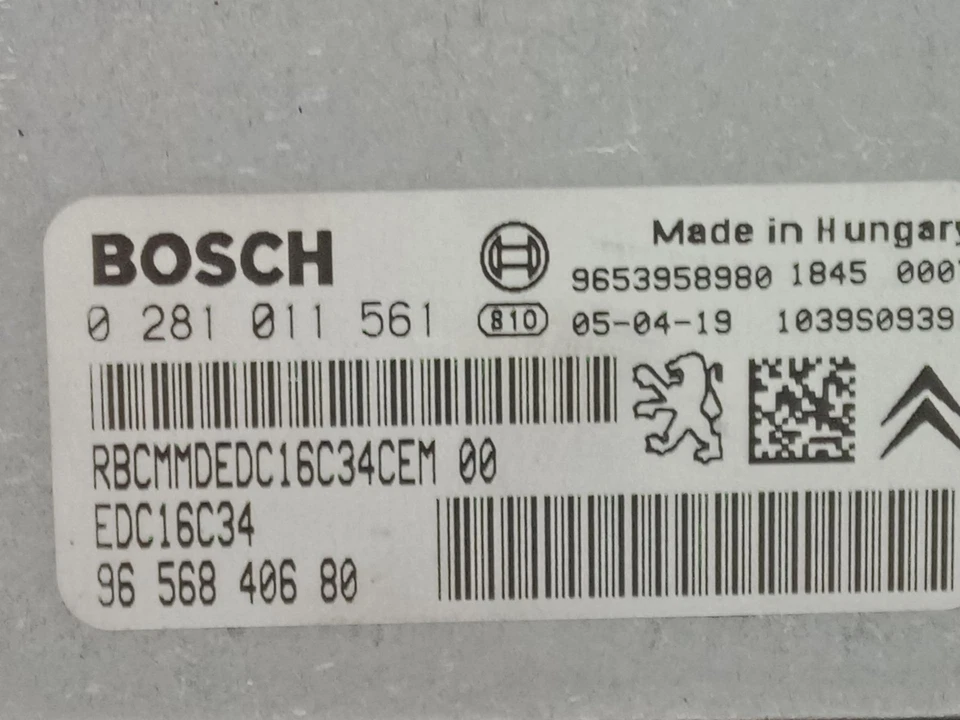 BOSCH
Made in Hungary
9653958980 1845 000
0 281 011 561
810
05-04-19 1039S0939
RBCMMDEDC16C34CEM 00
EDC16C34
96 568 406 80